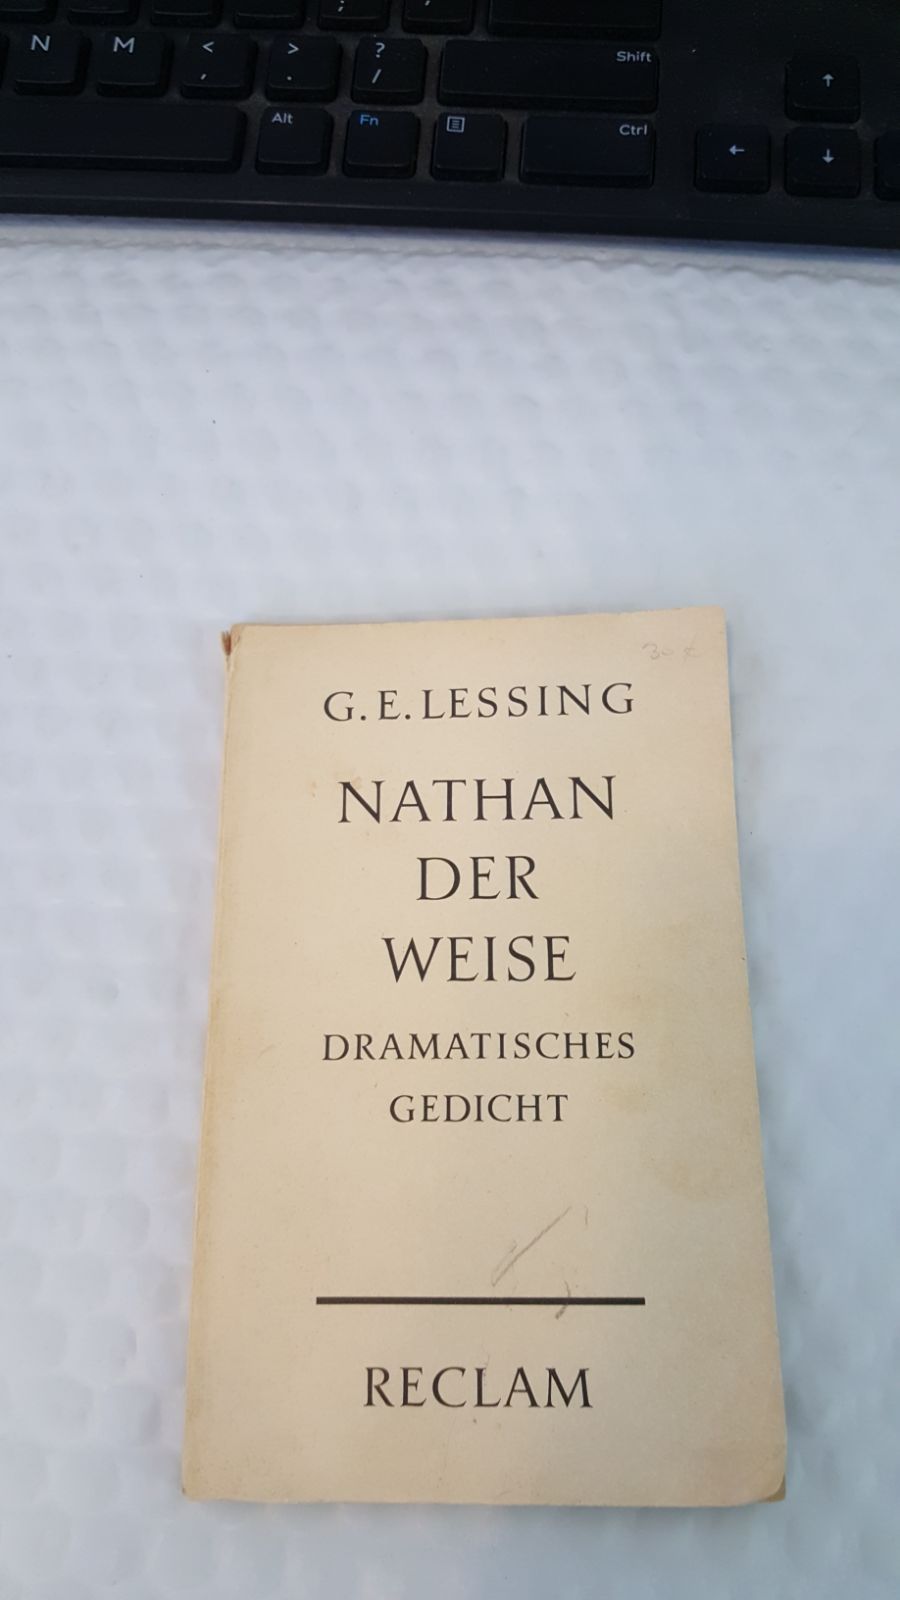 ; '
N M < , > . ? / Shift
Alt Fn Ctrl
↑
← ↓
G. E. LESSING
NATHAN
DER
WEISE
DRAMATISCHES
GEDICHT
RECLAM